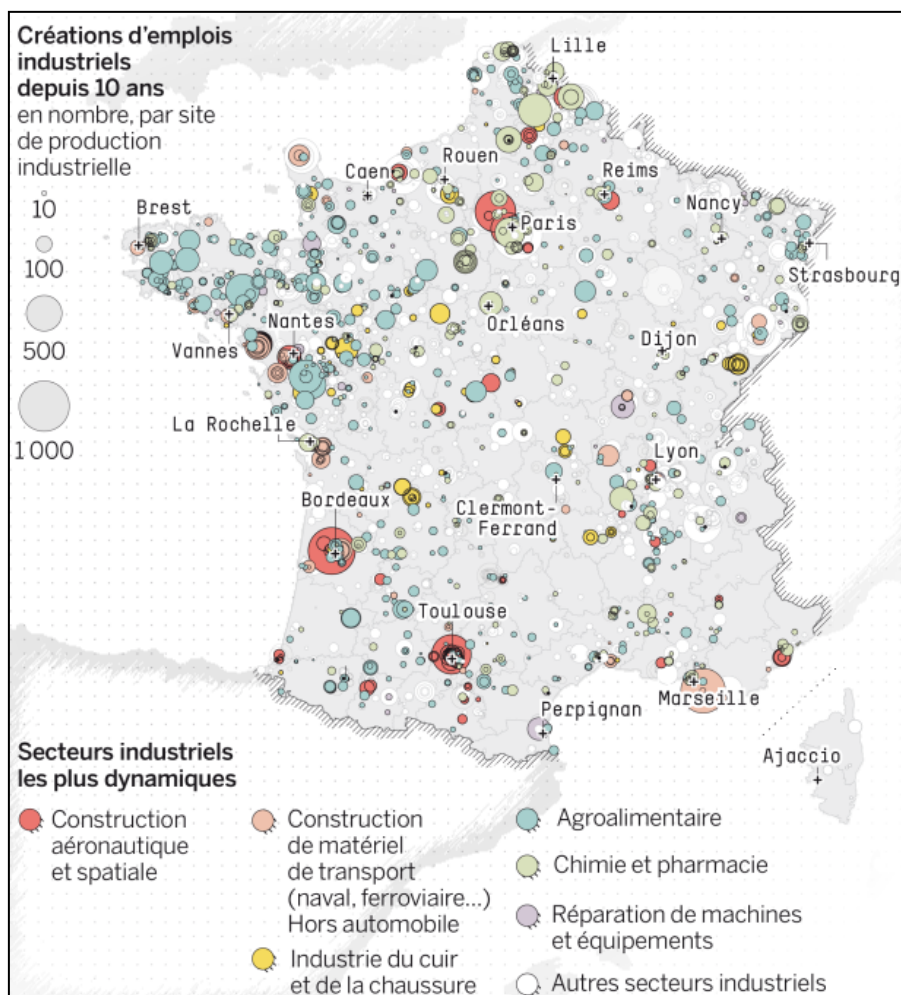 Créations d’emplois
industriels
depuis 10 ans
en nombre, par site
de production
industrielle
10
100
500
1 000
Lille
Rouen
Caen
Reims
Nancy
Brest
Paris
Strasbourg
Orléans
Nantes
Vannes
Dijon
La Rochelle
Lyon
Bordeaux
Clermont-
Ferrand
Toulouse
Marseille
Perpignan
Ajaccio
Secteurs industriels
les plus dynamiques
Construction
aéronautique
et spatiale
Construction
de matériel
de transport
(naval, ferroviaire...)
Hors automobile
Industrie du cuir
et de la chaussure
Agroalimentaire
Chimie et pharmacie
Réparation de machines
et équipements
Autres secteurs industriels